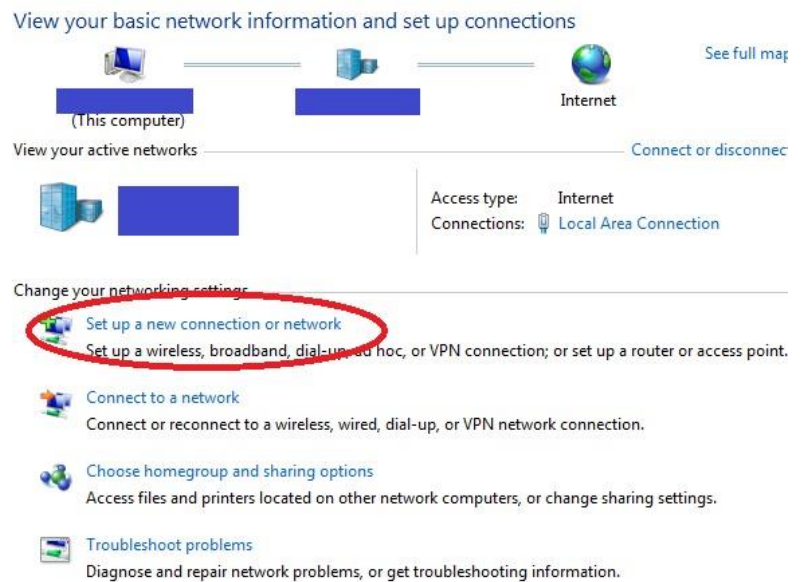 View your basic network information and set up connections
See full map
(This computer)
Internet
View your active networks
Connect or disconnect
Access type: Internet
Connections: Local Area Connection
Change your networking settings
Set up a new connection or network
Set up a wireless, broadband, dial-up, ad hoc, or VPN connection; or set up a router or access point.
Connect to a network
Connect or reconnect to a wireless, wired, dial-up, or VPN network connection.
Choose homegroup and sharing options
Access files and printers located on other network computers, or change sharing settings.
Troubleshoot problems
Diagnose and repair network problems, or get troubleshooting information.